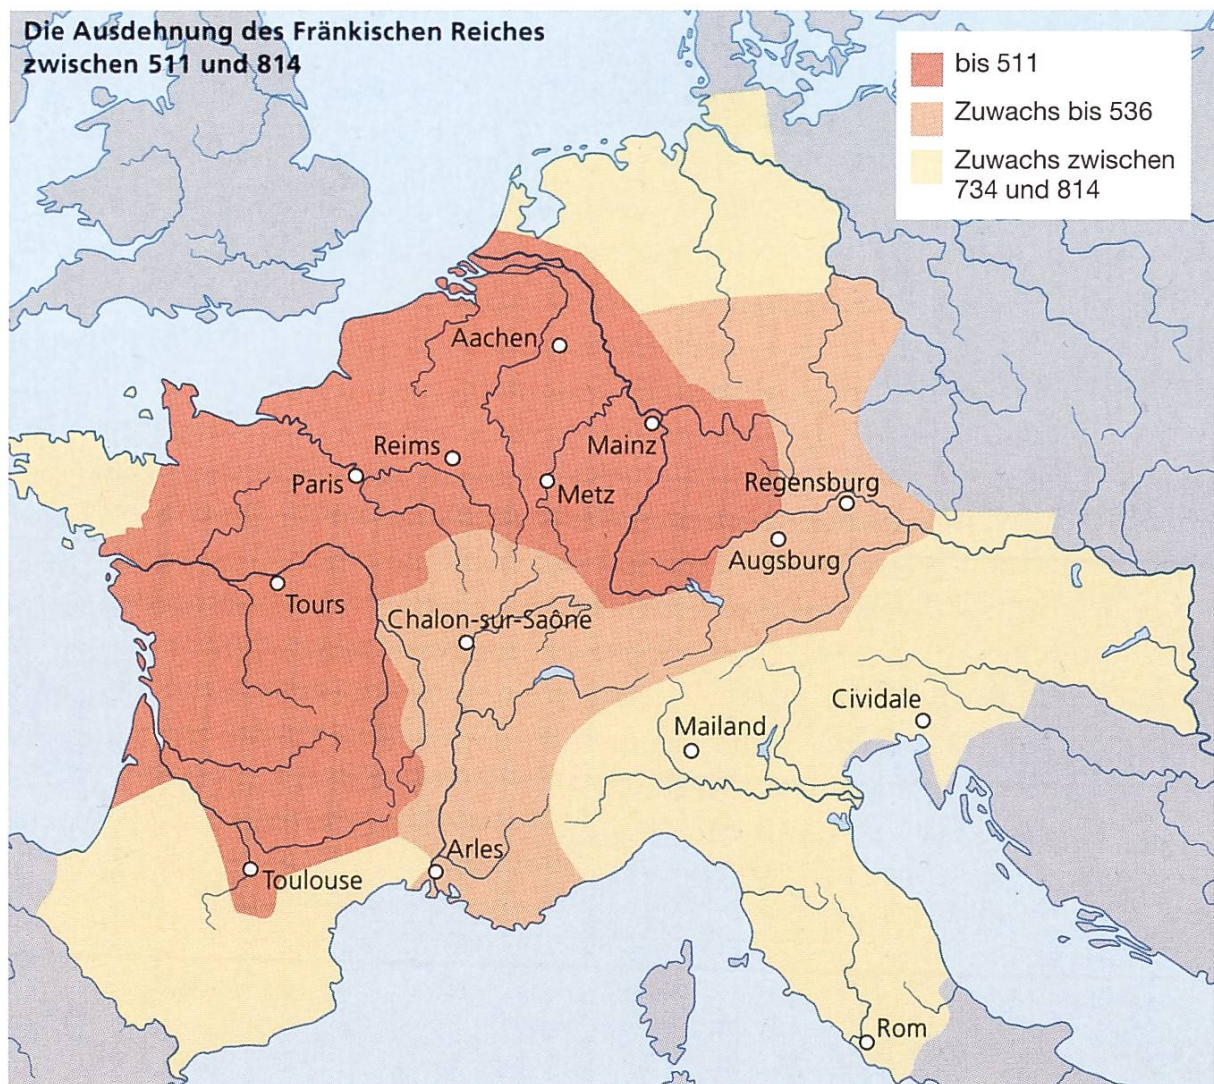 Die Ausdehnung des Fränkischen Reiches
zwischen 511 und 814
bis 511
Zuwachs bis 536
Zuwachs zwischen
734 und 814
Aachen
Reims
Mainz
Paris
Metz
Regensburg
Augsburg
Tours
Chalon-sur-Saône
Cividale
Mailand
Arles
Toulouse
Rom